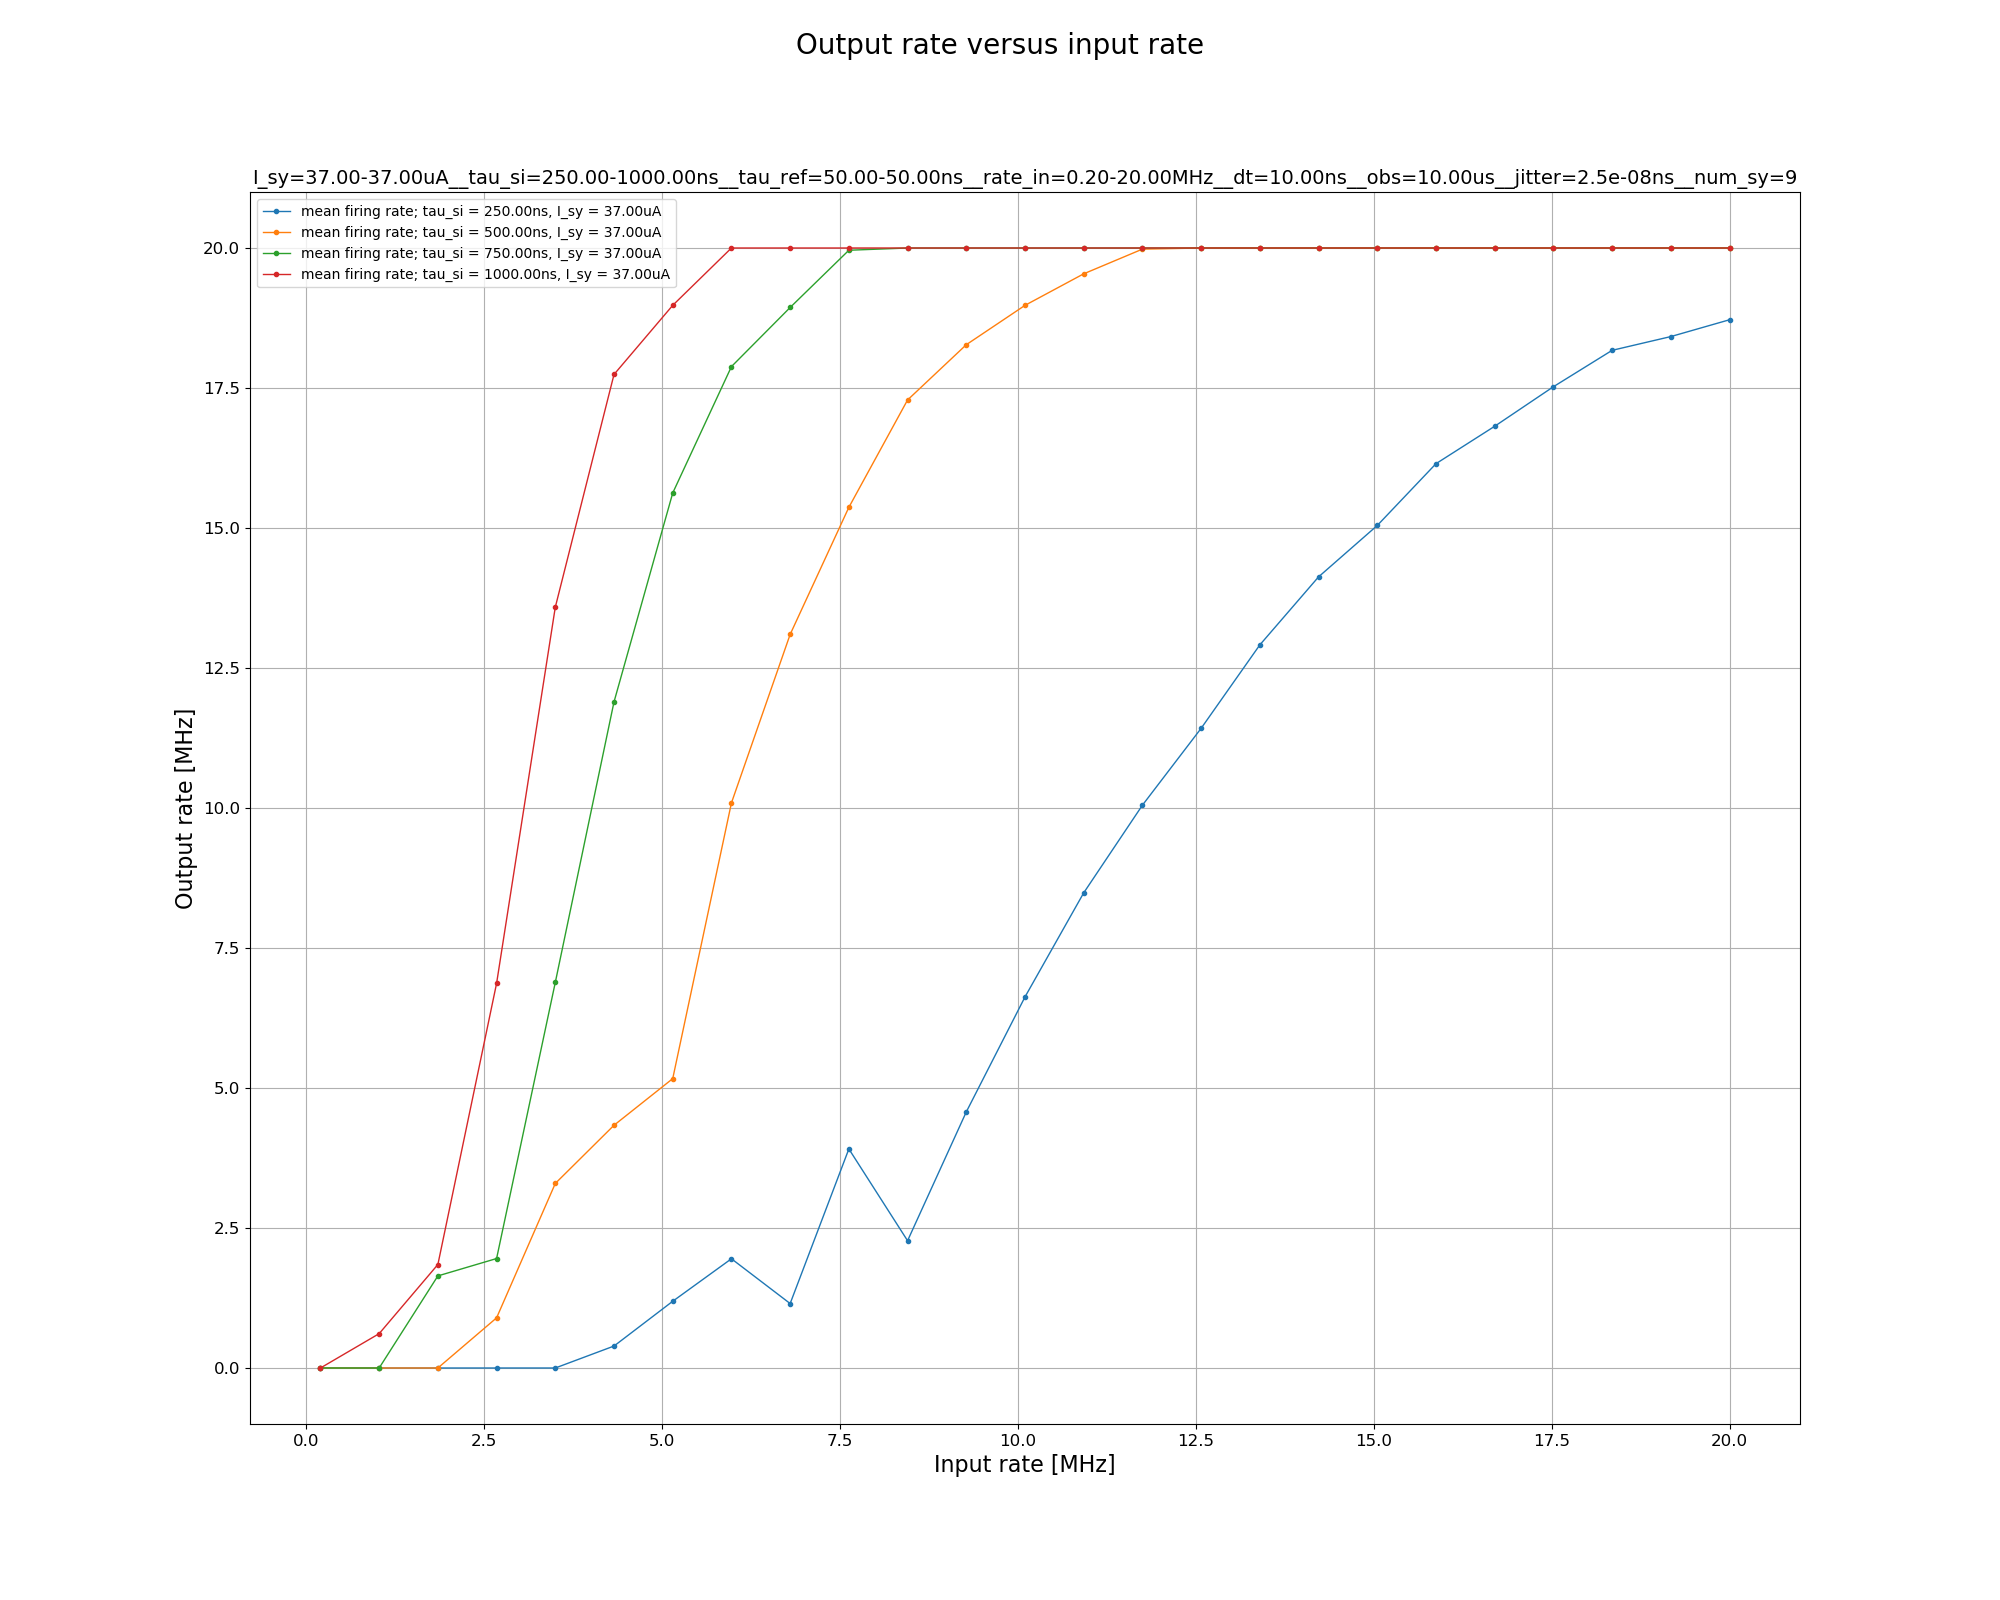 Output rate versus input rate
I_sy=37.00-37.00uA__tau_si=250.00-1000.00ns__tau_ref=50.00-50.00ns__rate_in=0.20-20.00MHz__dt=10.00ns__obs=10.00us__jitter=2.5e-08ns__num_sy=9
mean firing rate; tau_si = 250.00ns, I_sy = 37.00uA
mean firing rate; tau_si = 500.00ns, I_sy = 37.00uA
mean firing rate; tau_si = 750.00ns, I_sy = 37.00uA
mean firing rate; tau_si = 1000.00ns, I_sy = 37.00uA
Output rate [MHz]
20.0
17.5
15.0
12.5
10.0
7.5
5.0
2.5
0.0
0.0 2.5 5.0 7.5 10.0 12.5 15.0 17.5 20.0
Input rate [MHz]